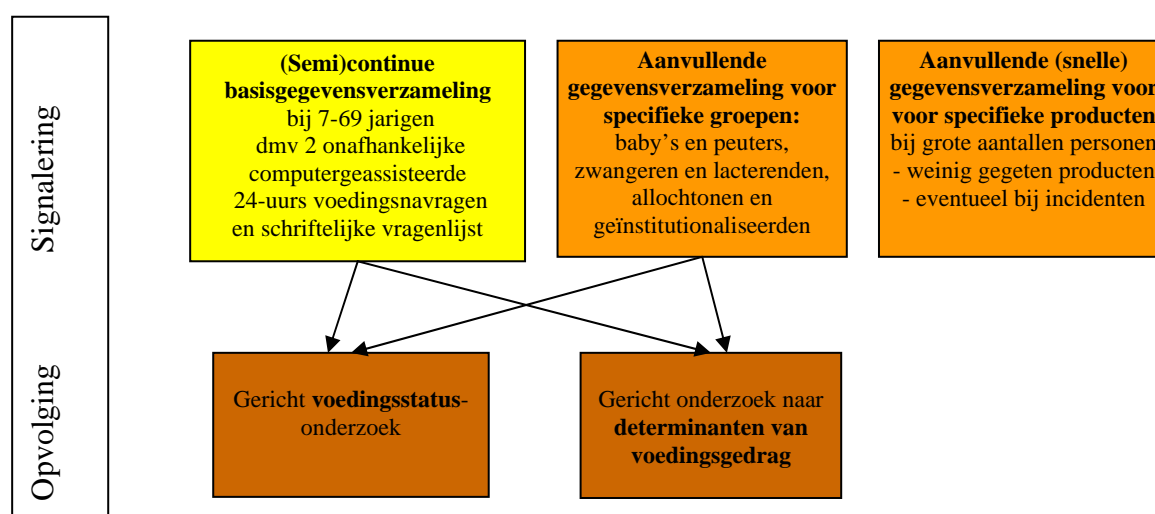 Signalering
(Semi)continue
basisgegevensverzameling
bij 7-69 jarigen
dmv 2 onafhankelijke
computergeassisteerde
24-uurs voedingsnavragen
en schriftelijke vragenlijst
Aanvullende
gegevensverzameling voor
specifieke groepen:
baby's en peuters,
zwangeren en lacterenden,
allochtonen en
geïnstitutionaliseerden
Aanvullende (snelle)
gegevensverzameling voor
voor specifieke producten
bij grote aantallen personen
- weinig gegeten producten
- eventueel bij incidenten
Opvolging
Gericht voedingsstatus-
onderzoek
Gericht onderzoek naar
determinanten van
voedingsgedrag